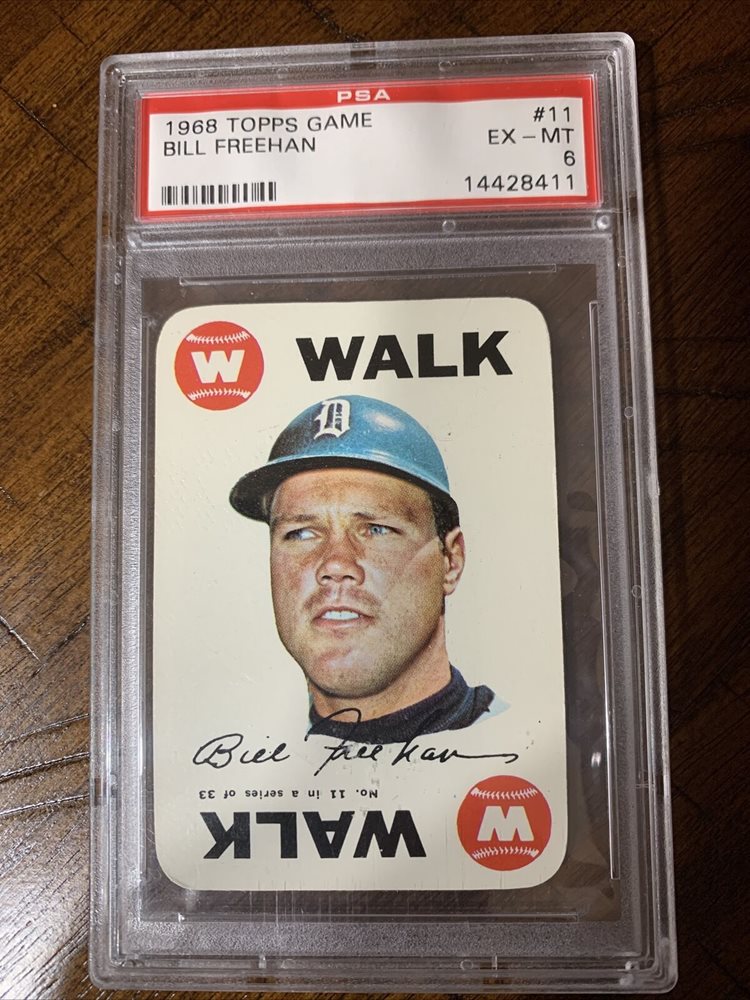 PSA
1968 TOPPS GAME #11
BILL FREEHAN EX - MT
6
14428411
W WALK
D
Bill Freehan
No. 11 in a series of 33
WALK W